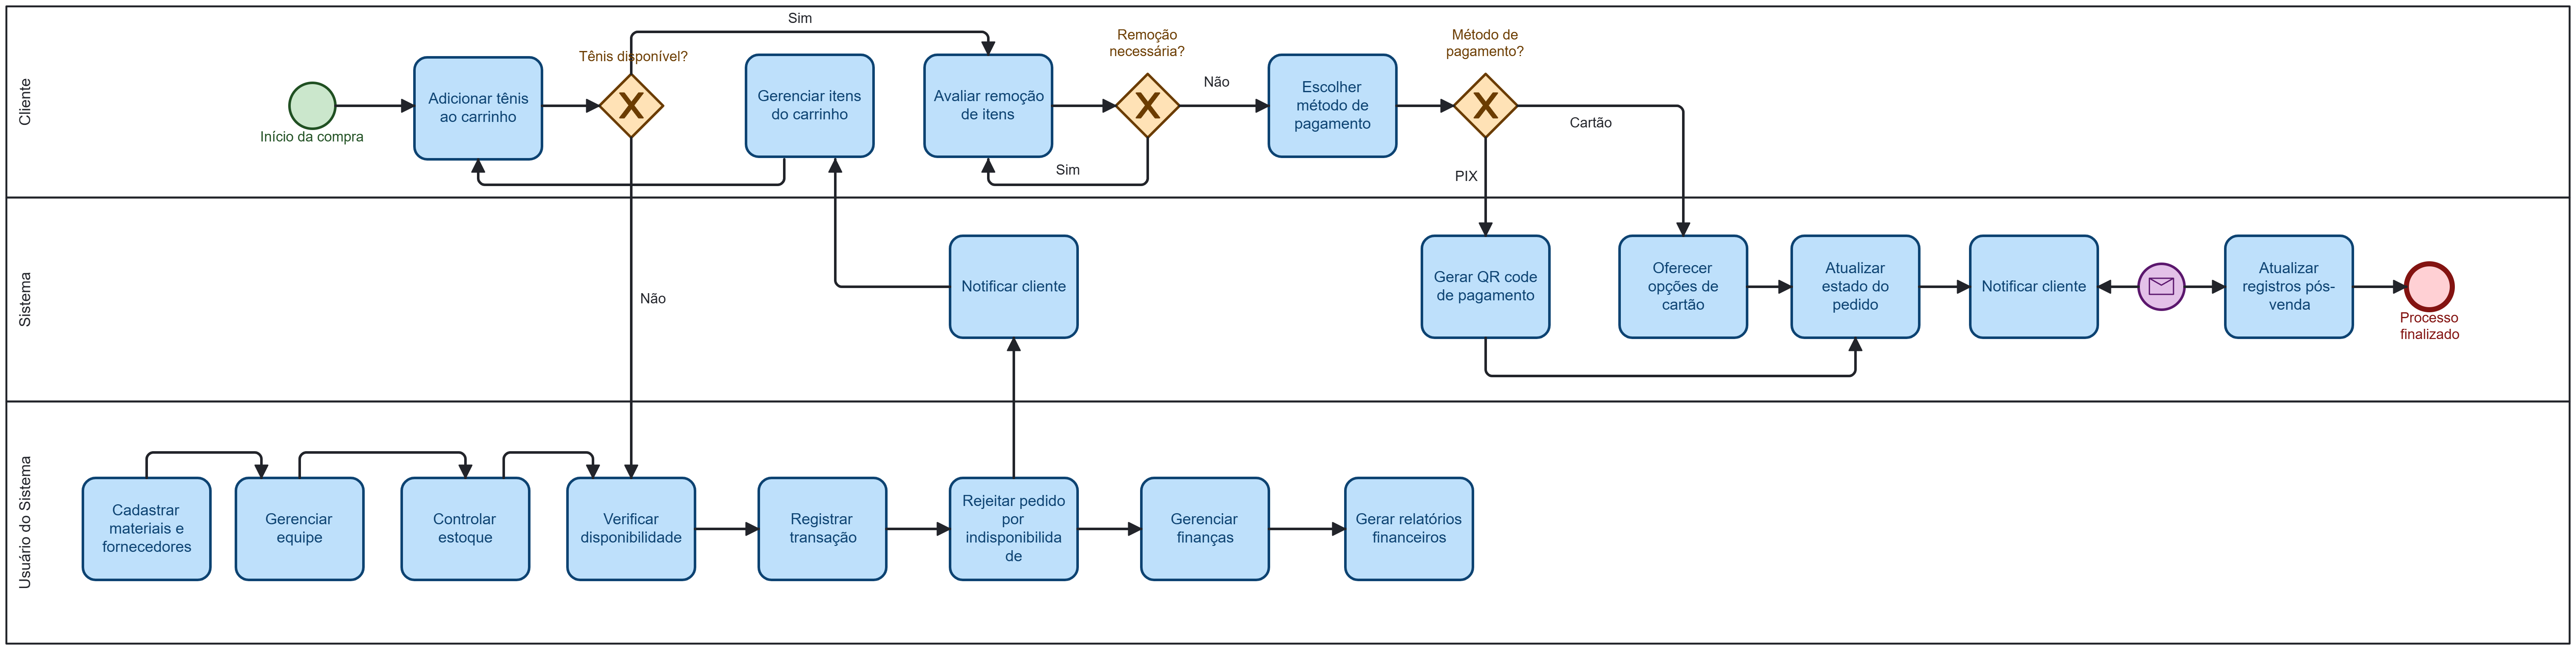 Cliente
Início da compra
Adicionar tênis
ao carrinho
Tênis disponível?
Sim
Gerenciar itens
do carrinho
Avaliar remoção
de itens
Remoção
necessária?
Não
Sim
Escolher
método de
pagamento
Método de
pagamento?
Cartão
PIX
Sistema
Não
Notificar cliente
Gerar QR code
de pagamento
Oferecer
opções de
cartão
Atualizar
estado do
pedido
Notificar cliente
Atualizar
registros pós-
venda
Processo
finalizado
Usuário do Sistema
Cadastrar
materiais e
fornecedores
Gerenciar
equipe
Controlar
estoque
Verificar
disponibilidade
Registrar
transação
Rejeitar pedido
por
indisponibilida
de
Gerenciar
finanças
Gerar relatórios
financeiros